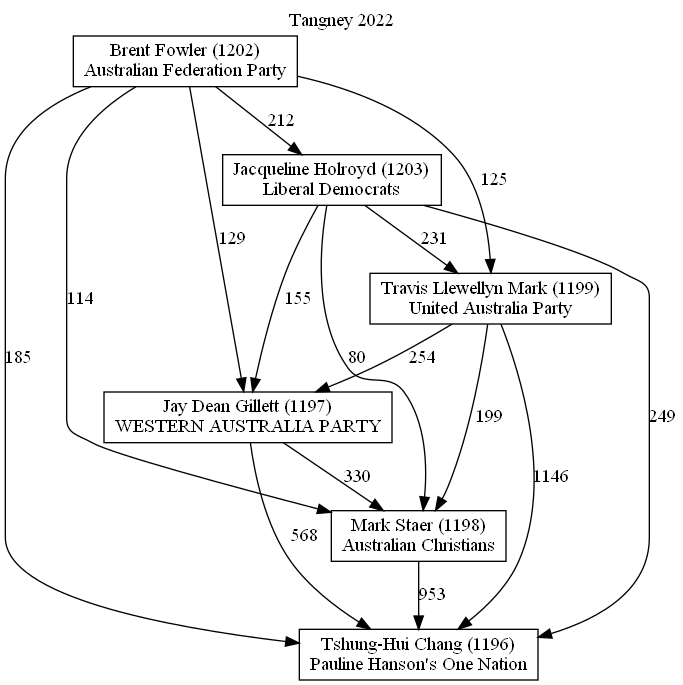 Tangney 2022
Brent Fowler (1202)
Australian Federation Party
212
Jacqueline Holroyd (1203)
Liberal Democrats
125
129
231
Travis Llewellyn Mark (1199)
United Australia Party
114
155
185
80
254
249
Jay Dean Gillett (1197)
WESTERN AUSTRALIA PARTY
199
330
1146
568
Mark Staer (1198)
Australian Christians
953
Tshung-Hui Chang (1196)
Pauline Hanson's One Nation